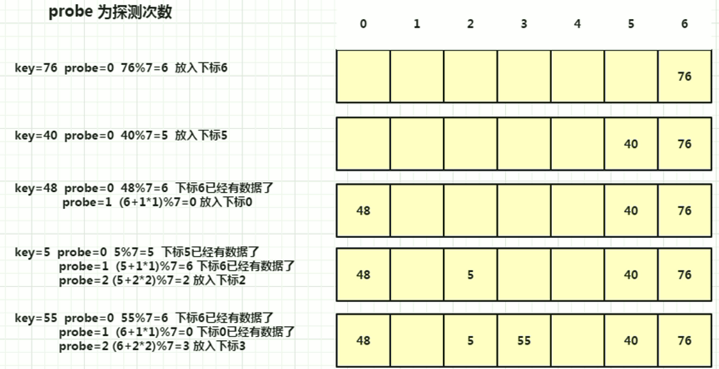 probe 为探测次数
0 1 2 3 4 5 6
key=76 probe=0 76%7=6 放入下标6
76
key=40 probe=0 40%7=5 放入下标5
40 76
key=48 probe=0 48%7=6 下标6已经有数据了
probe=1 (6+1*1)%7=0 放入下标0
48 40 76
key=5 probe=0 5%7=5 下标5已经有数据了
probe=1 (5+1*1)%7=6 下标6已经有数据了
probe=2 (5+2*2)%7=2 放入下标2
48 5 40 76
key=55 probe=0 55%7=6 下标6已经有数据了
probe=1 (6+1*1)%7=0 下标0已经有数据了
probe=2 (6+2*2)%7=3 放入下标3
48 5 55 40 76